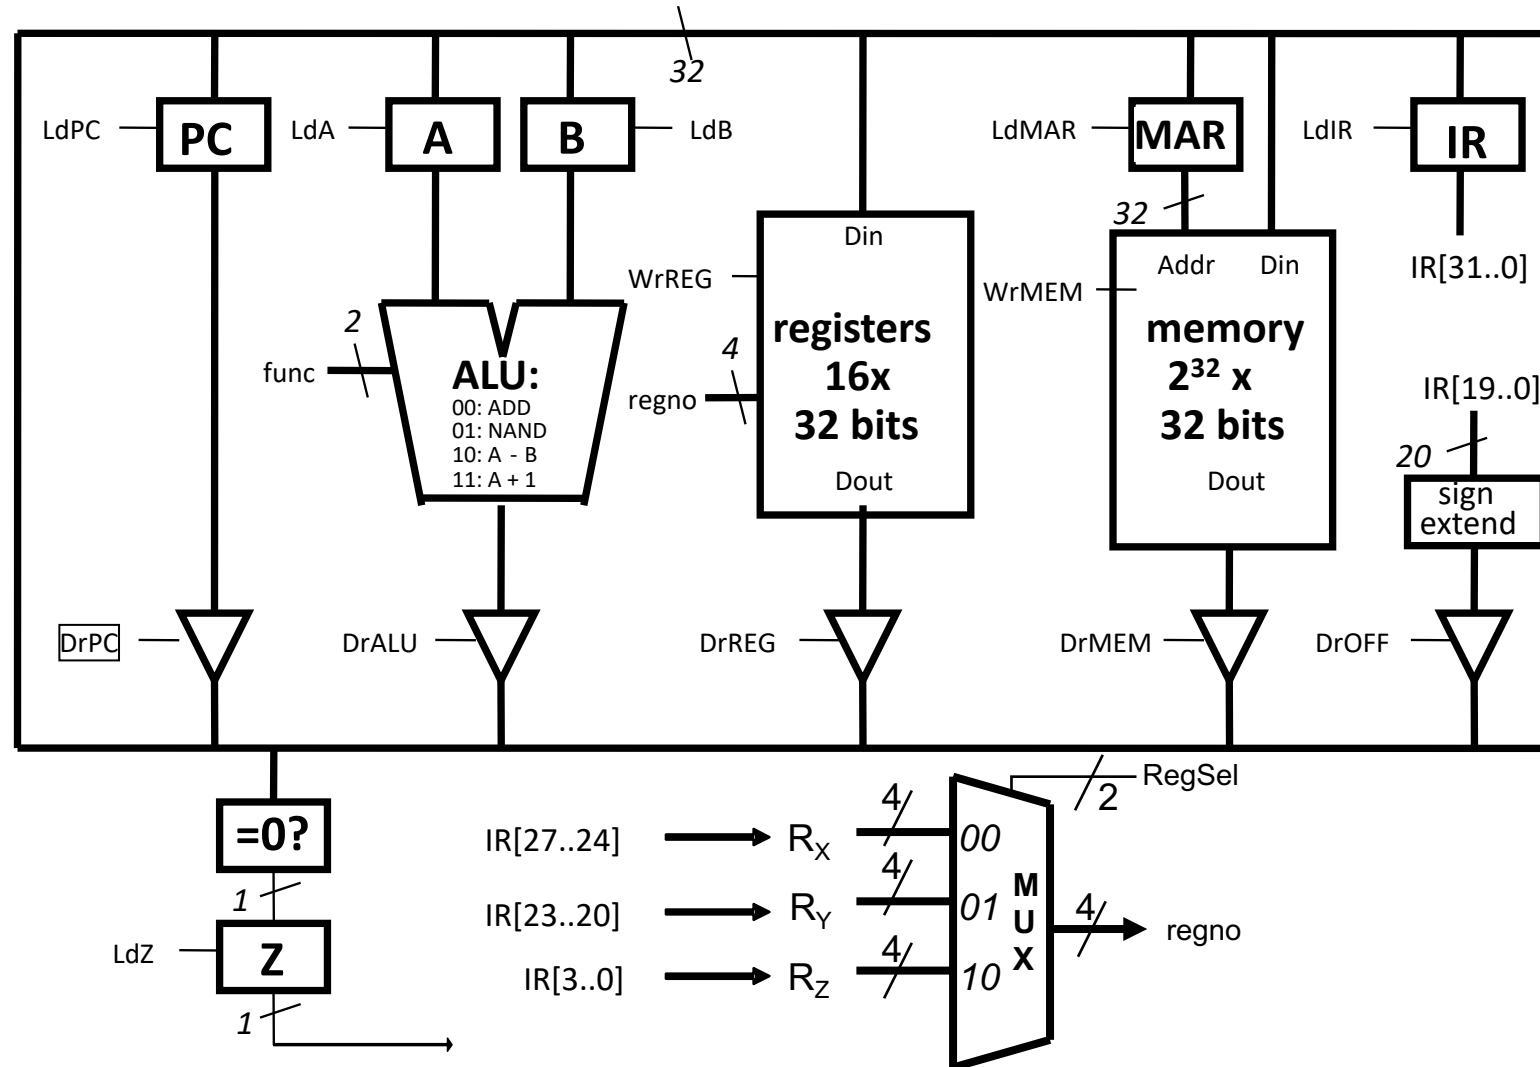 32
LdPC
PC
LdA
A
B
LdB
LdMAR
MAR
LdIR
IR
32
Din
WrREG
registers
16x
32 bits
4
regno
Dout
Addr Din
WrMEM
memory
2³² x
32 bits
Dout
IR[31..0]
IR[19..0]
20
sign
extend
2
func
ALU:
00: ADD
01: NAND
10: A - B
11: A + 1
DrPC
DrALU
DrREG
DrMEM
DrOFF
=0?
1
LdZ
Z
1
RegSel
2
IR[27..24]
RX
4
00
IR[23..20]
RY
4
01
IR[3..0]
RZ
4
10
M
U
X
4
regno